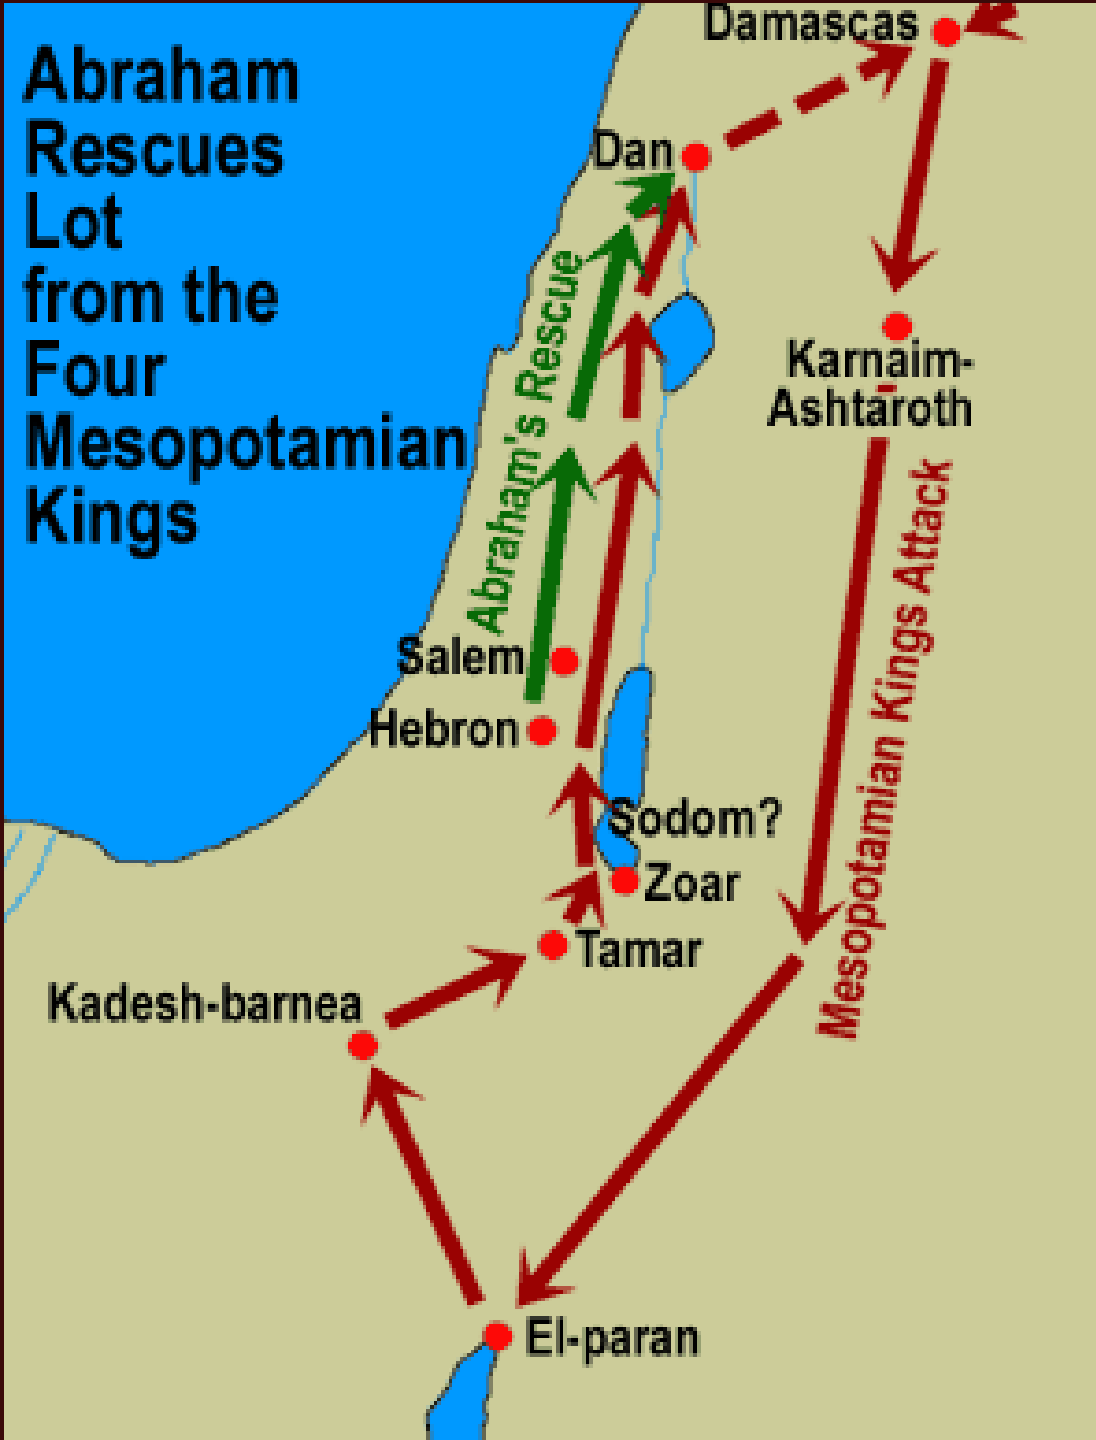 Abraham
Rescues
Lot
from the
Four
Mesopotamian
Kings
Damascas
Dan
Karnaim-
Ashtaroth
Abraham's Rescue
Mesopotamian Kings Attack
Salem
Hebron
Sodom?
Zoar
Tamar
Kadesh-barnea
El-paran